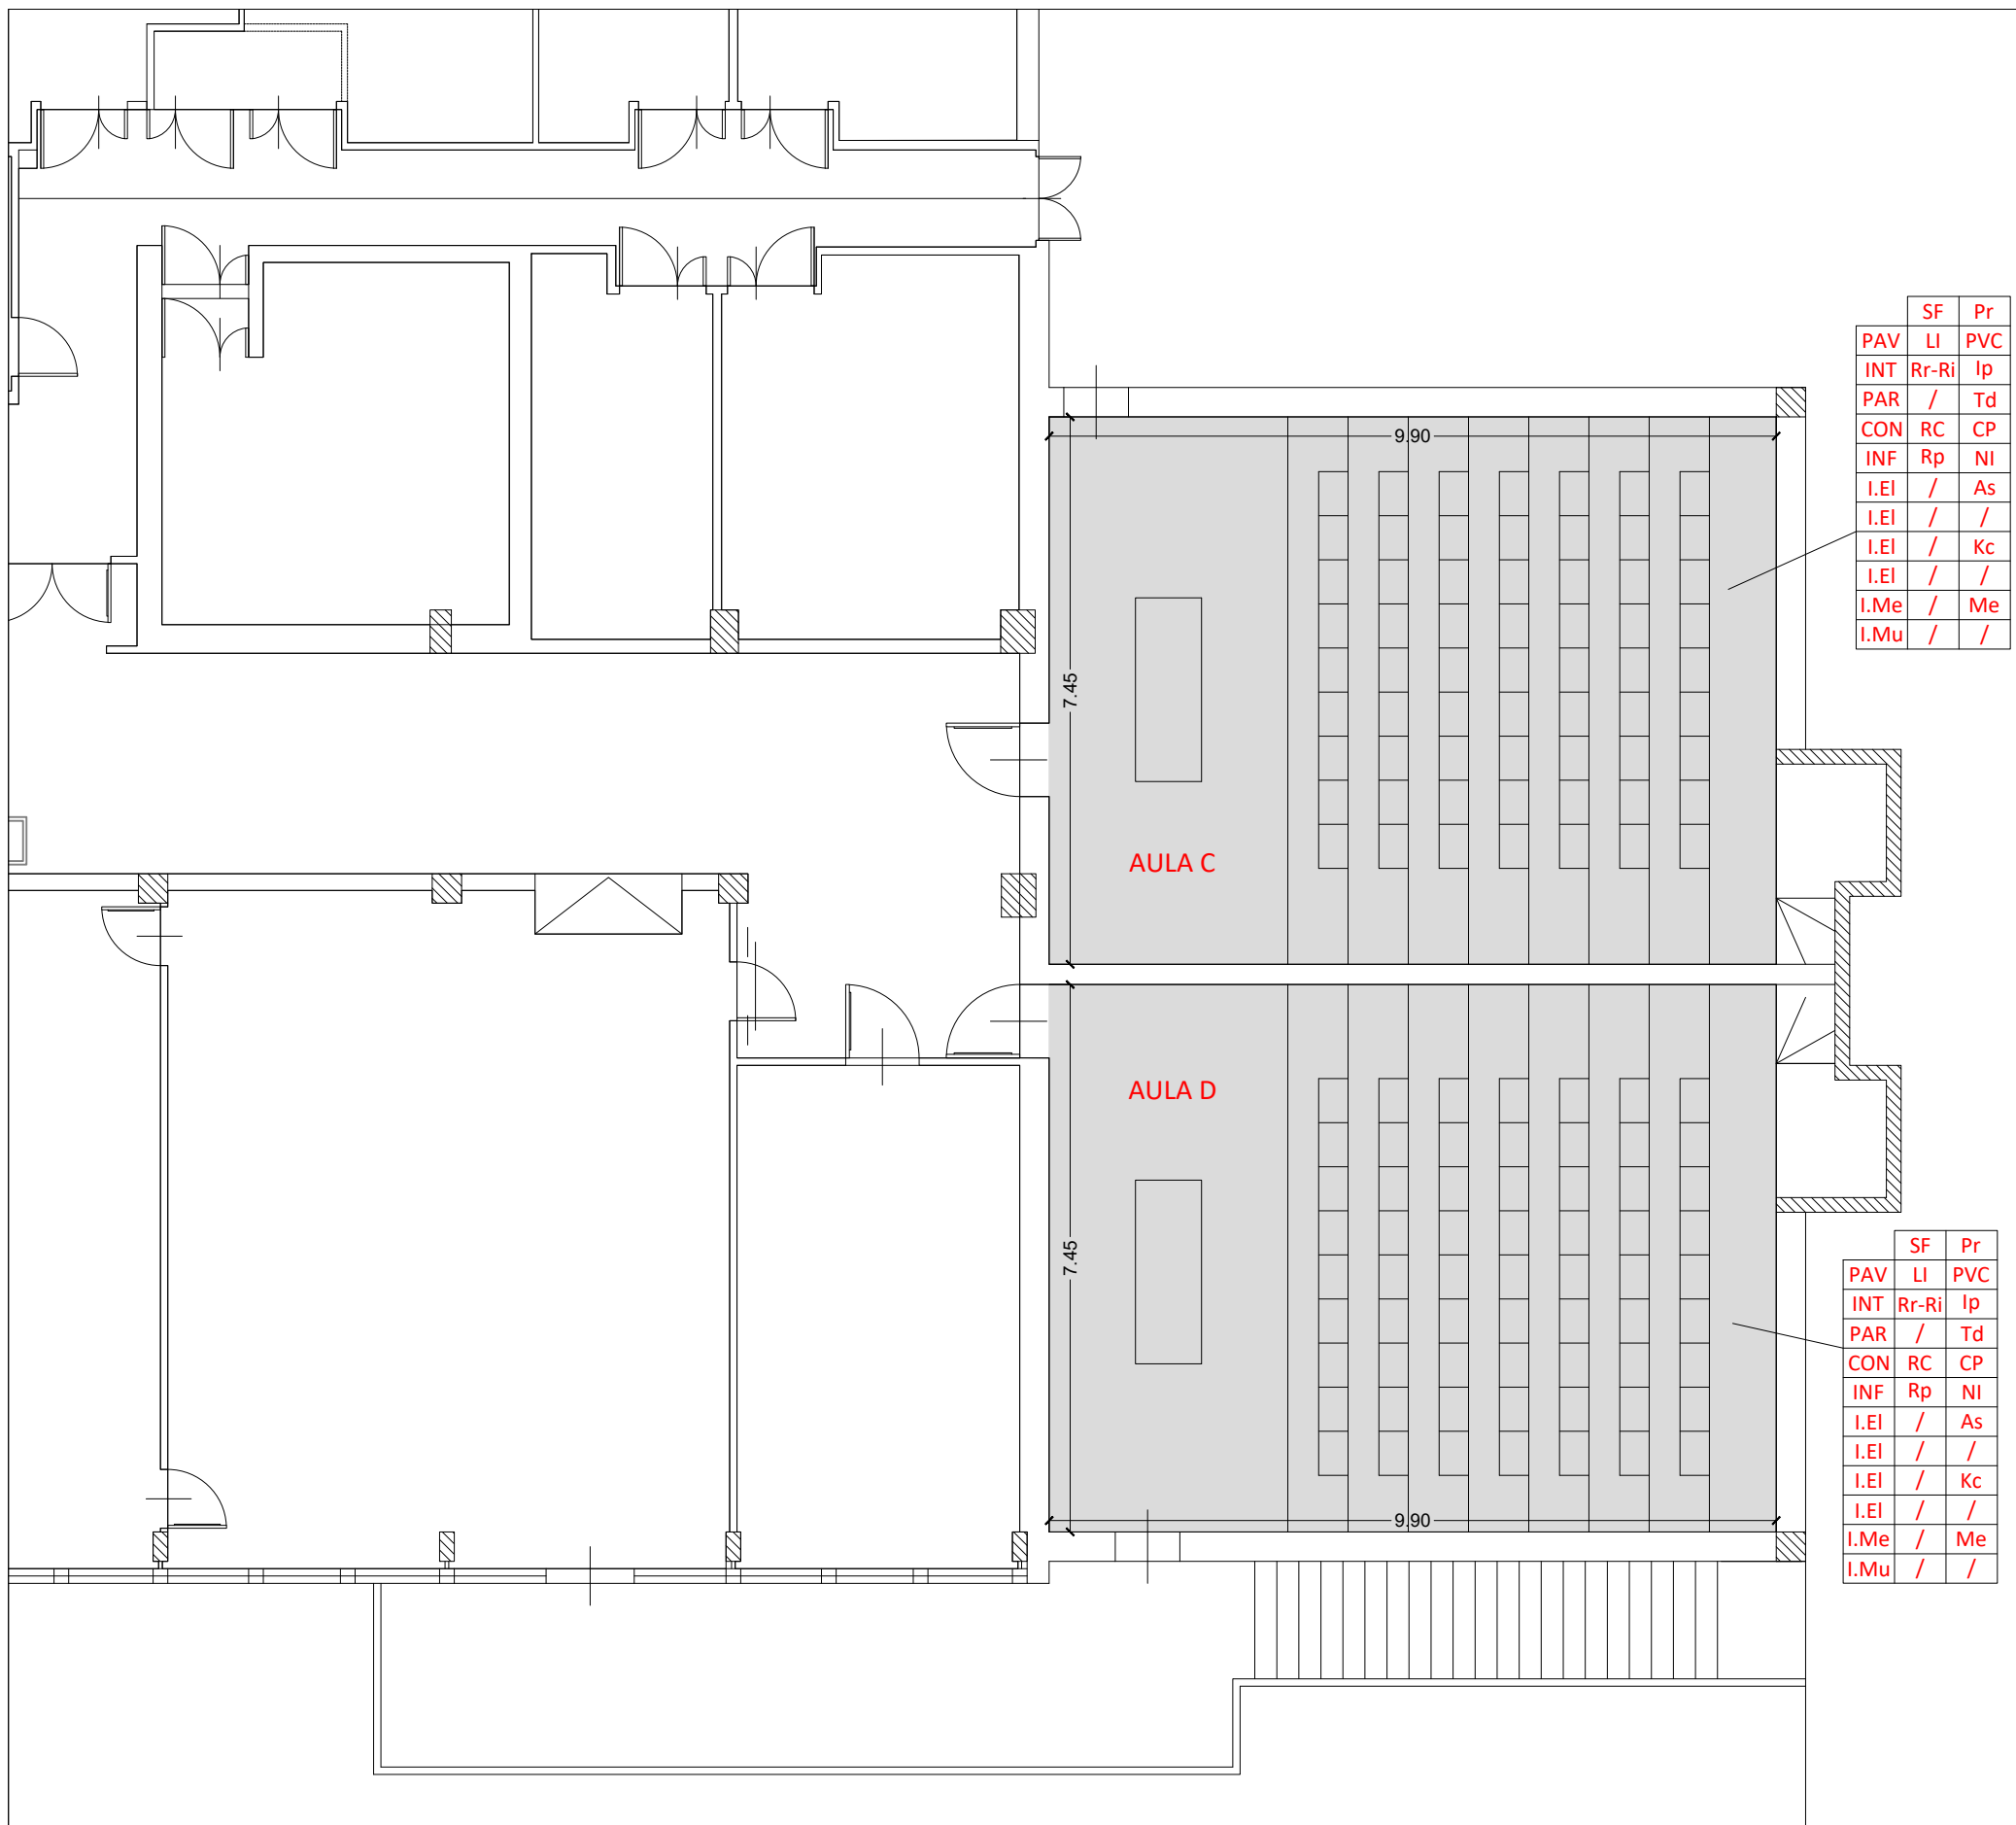 SF Pr
PAV LI PVC
INT Rr-Ri Ip
PAR / Td
CON RC CP
INF Rp NI
I.El / As
I.El / /
I.El / Kc
I.El / /
I.Me / Me
I.Mu / /
9.90
7.45
AULA C
AULA D
7.45
9.90
SF Pr
PAV LI PVC
INT Rr-Ri Ip
PAR / Td
CON RC CP
INF Rp NI
I.El / As
I.El / /
I.El / Kc
I.El / /
I.Me / Me
I.Mu / /